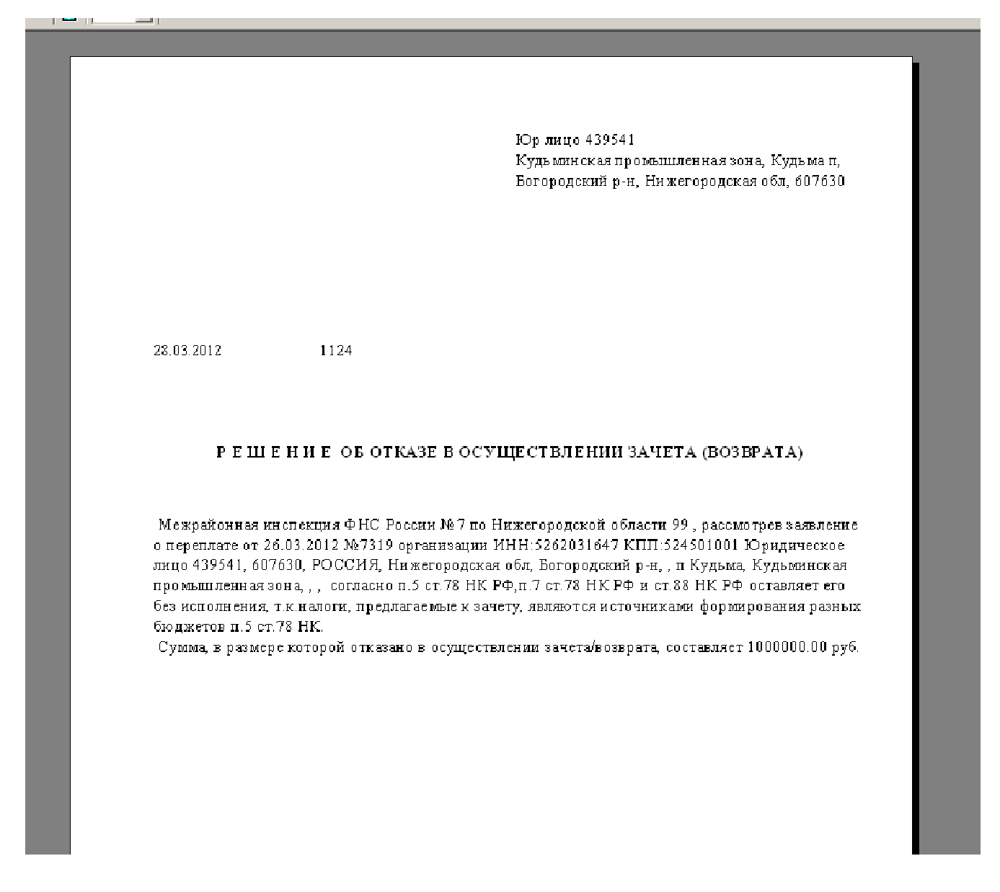 Юр лицо 439541
Кудьминская промышленная зона, Кудьма п,
Богородский р-н, Нижегородская обл, 607630
28.03.2012 1124
Р Е Ш Е Н И Е ОБ ОТКАЗЕ В ОСУЩЕСТВЛЕНИИ ЗАЧЕТА (ВОЗВРАТА)
Межрайонная инспекция ФНС России №7 по Нижегородской области 99 , рассмотрев заявление
о переплате от 26.03.2012 №7319 организации ИНН:5262031647 КПП:524501001 Юридическое
лицо 439541, 607630, РОССИЯ, Нижегородская обл, Богородский р-н, , п Кудьма, Кудьминская
промышленная зона, , , согласно п.5 ст.78 НК РФ,п.7 ст.78 НК РФ и ст.88 НК РФ оставляет его
без исполнения, т.к.налоги, предлагаемые к зачету, являются источниками формирования разных
бюджетов п.5 ст.78 НК.
Сумма, в размере которой отказано в осуществлении зачета/возврата, составляет 1000000.00 руб.